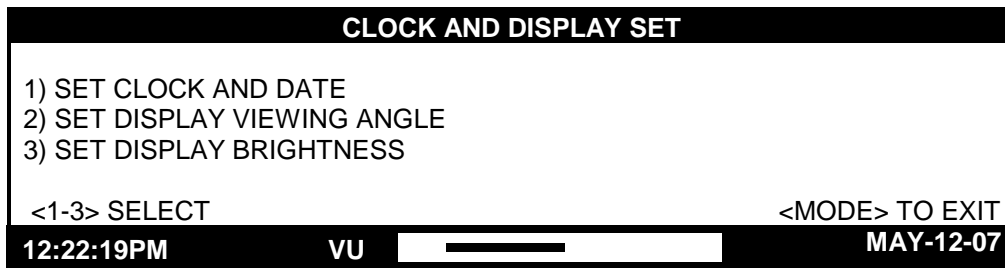 CLOCK AND DISPLAY SET
1) SET CLOCK AND DATE
2) SET DISPLAY VIEWING ANGLE
3) SET DISPLAY BRIGHTNESS
<1-3> SELECT <MODE> TO EXIT
12:22:19PM VU MAY-12-07